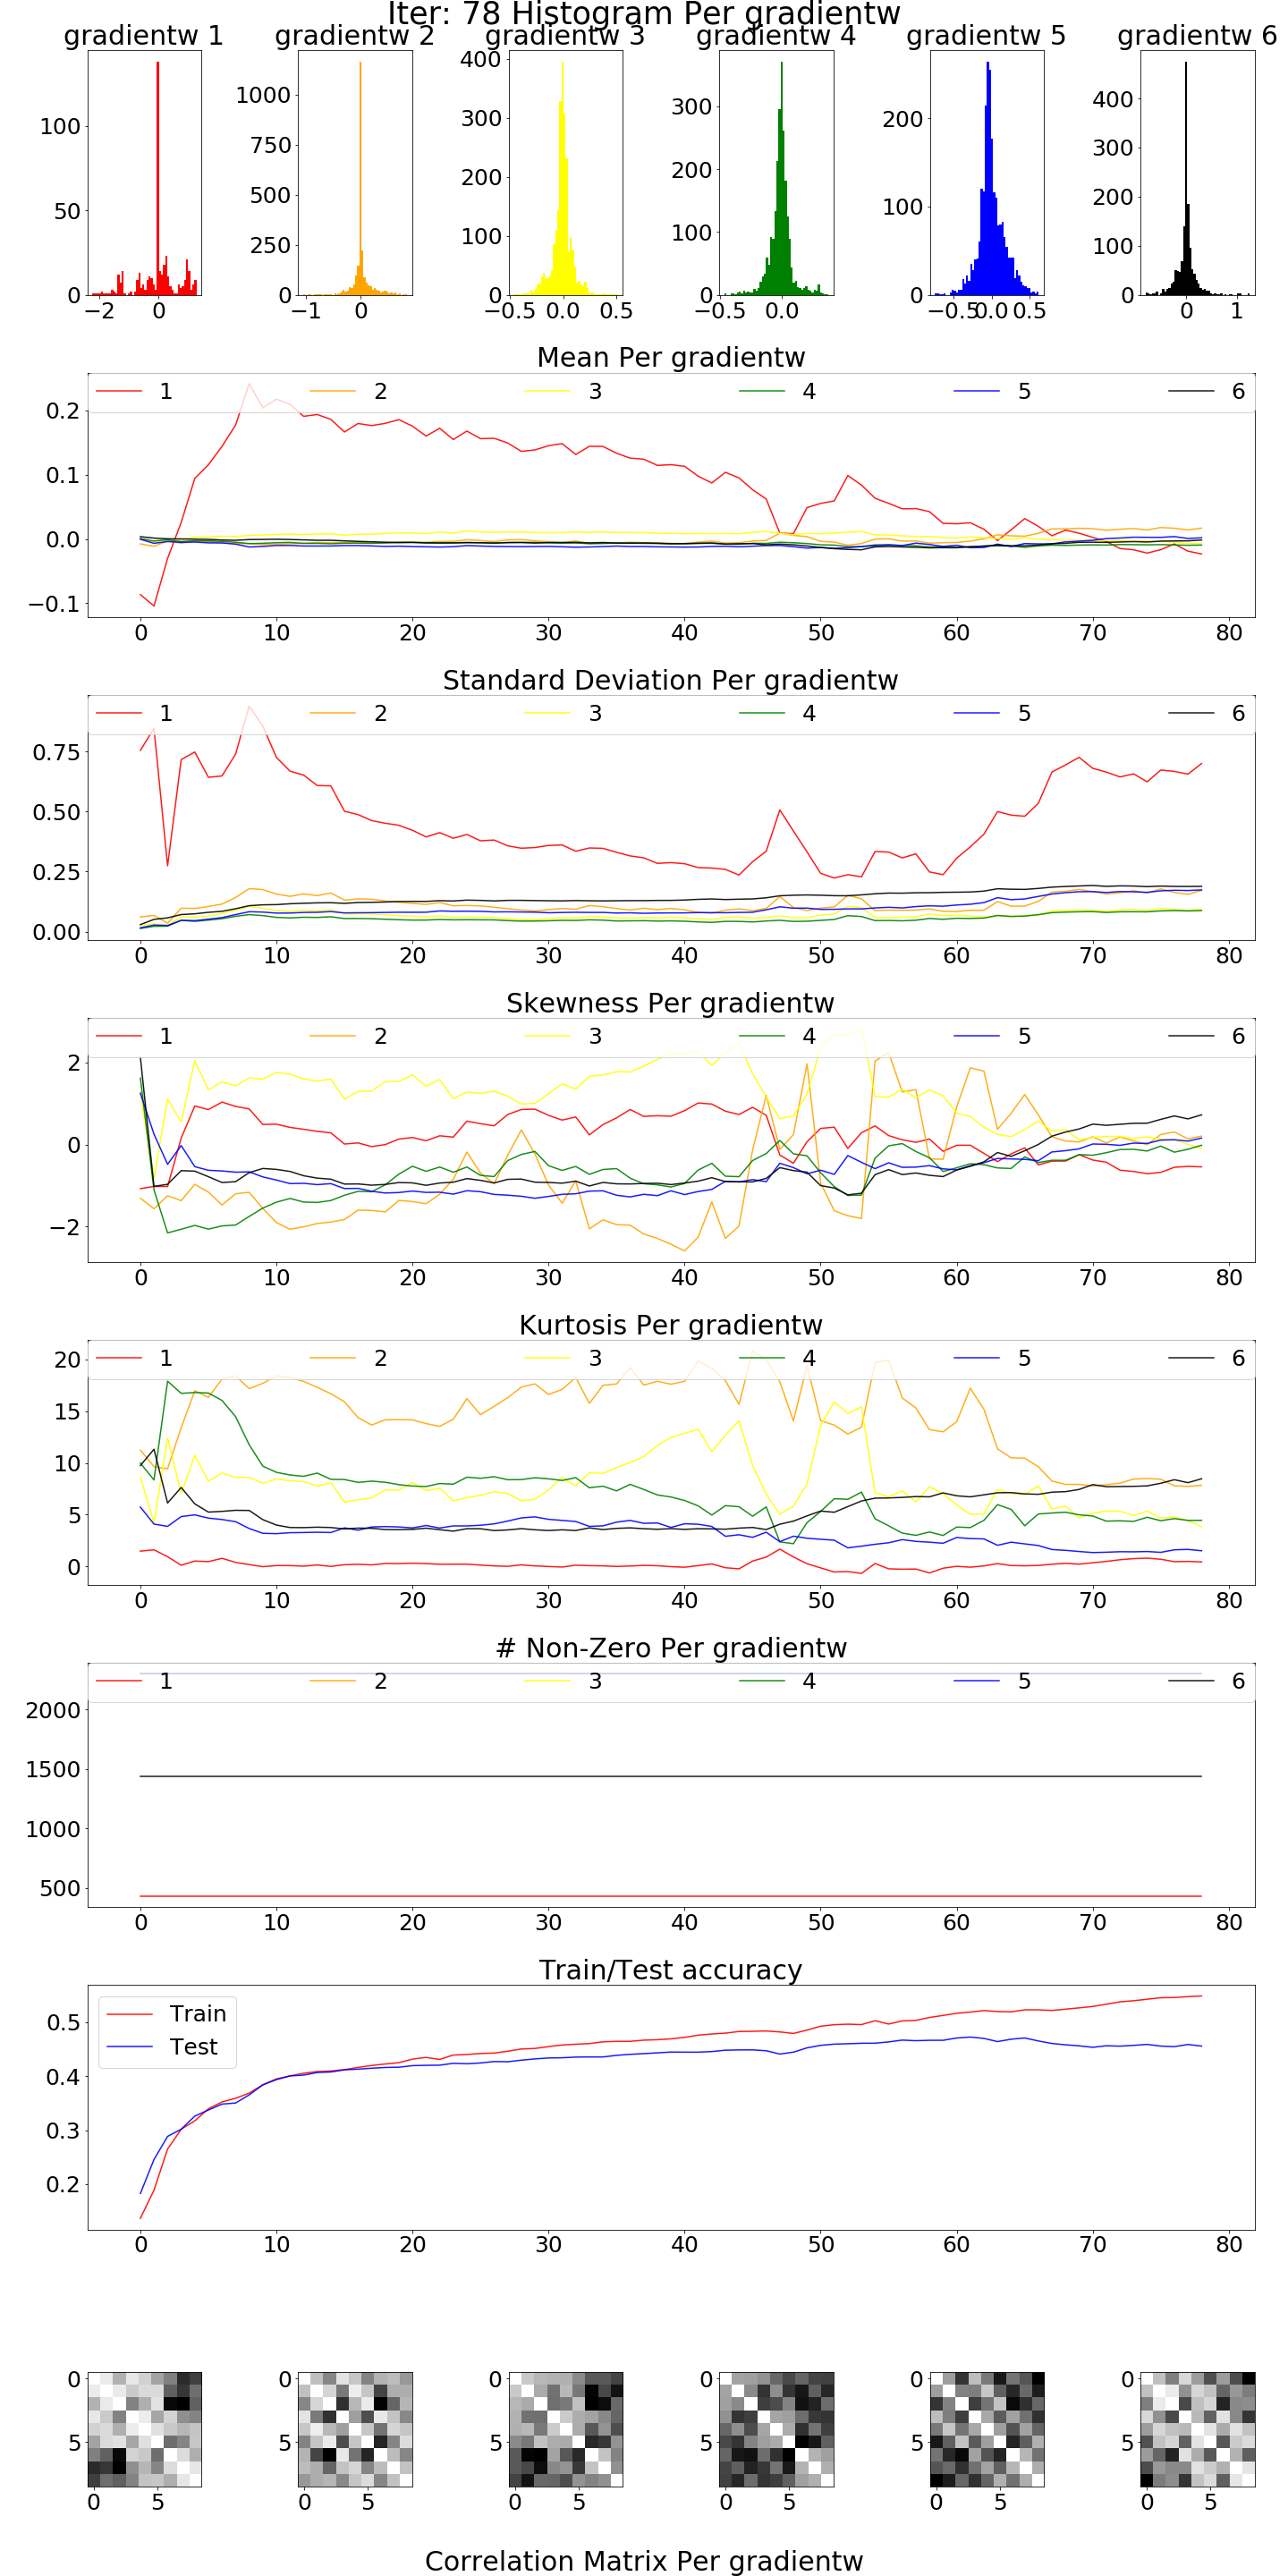 Iter: 78 Histogram Per gradientw
gradientw 1 gradientw 2 gradientw 3 gradientw 4 gradientw 5 gradientw 6
100
50
0
−2 0
1000
750
500
250
0
−1 0
400
300
200
100
0
−0.5 0.0 0.5
300
200
100
0
−0.5 0.0
200
100
0
−0.5 0.0 0.5
400
300
200
100
0
0 1
Mean Per gradientw
1 2 3 4 5 6
0.2
0.1
0.0
−0.1
0 10 20 30 40 50 60 70 80
Standard Deviation Per gradientw
1 2 3 4 5 6
0.75
0.50
0.25
0.00
0 10 20 30 40 50 60 70 80
Skewness Per gradientw
1 2 3 4 5 6
2
0
−2
0 10 20 30 40 50 60 70 80
Kurtosis Per gradientw
1 2 3 4 5 6
20
15
10
5
0
0 10 20 30 40 50 60 70 80
# Non-Zero Per gradientw
1 2 3 4 5 6
2000
1500
1000
500
0 10 20 30 40 50 60 70 80
Train/Test accuracy
Train
Test
0.5
0.4
0.3
0.2
0 10 20 30 40 50 60 70 80
0
5
0 5
0
5
0 5
0
5
0 5
0
5
0 5
0
5
0 5
0
5
0 5
Correlation Matrix Per gradientw